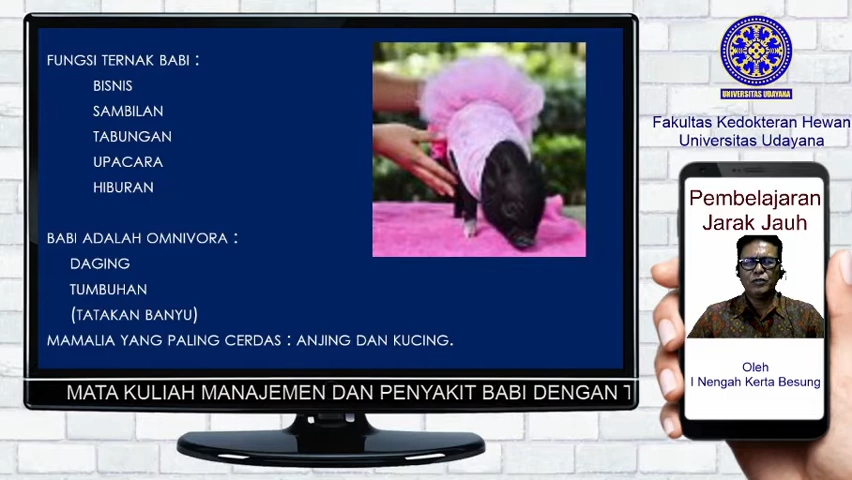 FUNGSI TERNAK BABI :
BISNIS
SAMBILAN
TABUNGAN
UPACARA
HIBURAN
BABI ADALAH OMNIVORA :
DAGING
TUMBUHAN
(TATAKAN BANYU)
MAMALIA YANG PALING CERDAS : ANJING DAN KUCING.
MATA KULIAH MANAJEMEN DAN PENYAKIT BABI DENGAN
UNIVERSITAS UDAYANA
Fakultas Kedokteran Hewan
Universitas Udayana
Pembelajaran
Jarak Jauh
Oleh
I Nengah Kerta Besung